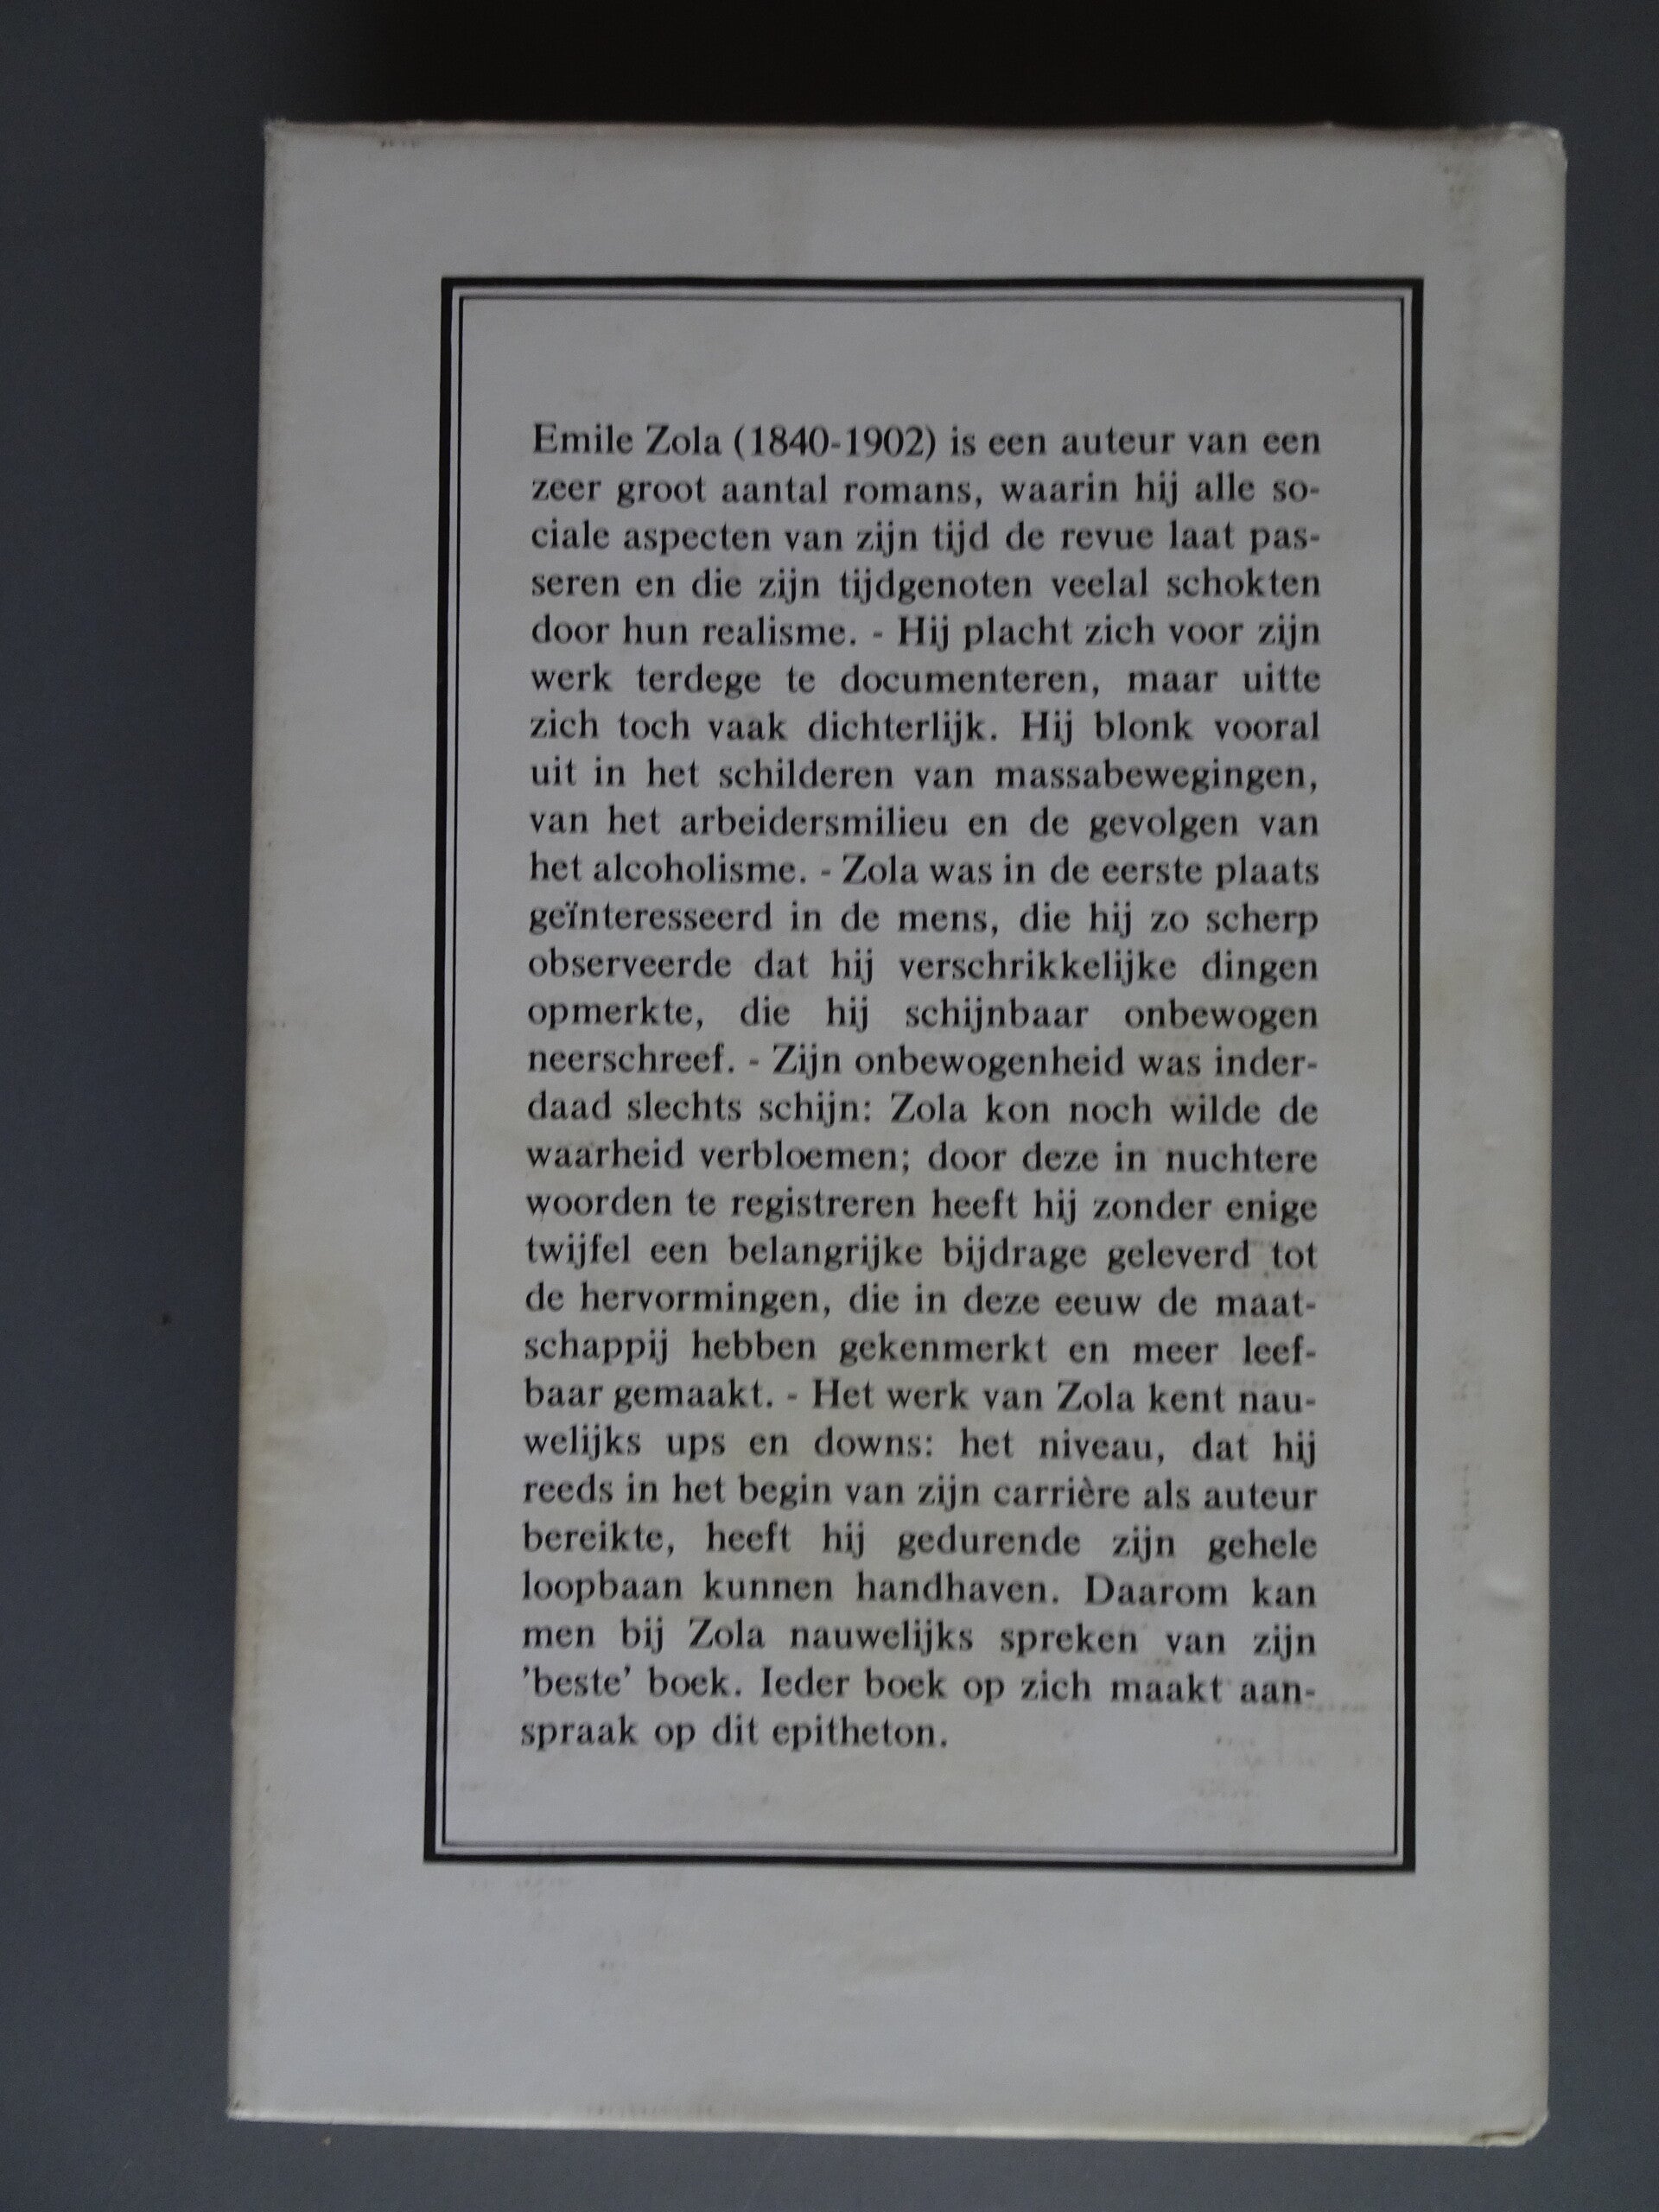 Emile Zola (1840-1902) is een auteur van een
zeer groot aantal romans, waarin hij alle so-
ciale aspecten van zijn tijd de revue laat pas-
seren en die zijn tijdgenoten veelal schokten
door hun realisme. - Hij placht zich voor zijn
werk terdege te documenteren, maar uitte
zich toch vaak dichterlijk. Hij blonk vooral
uit in het schilderen van massabewegingen,
van het arbeidersmilieu en de gevolgen van
het alcoholisme. - Zola was in de eerste plaats
geïnteresseerd in de mens, die hij zo scherp
observeerde dat hij verschrikkelijke dingen
opmerkte, die hij schijnbaar onbewogen
neerschreef. - Zijn onbewogenheid was inder-
daad slechts schijn: Zola kon noch wilde de
waarheid verbloemen; door deze in nuchtere
woorden te registreren heeft hij zonder enige
twijfel een belangrijke bijdrage geleverd tot
de hervormingen, die in deze eeuw de maat-
schappij hebben gekenmerkt en meer leef-
baar gemaakt. - Het werk van Zola kent nau-
welijks ups en downs: het niveau, dat hij
reeds in het begin van zijn carrière als auteur
bereikte, heeft hij gedurende zijn gehele
loopbaan kunnen handhaven. Daarom kan
men bij Zola nauwelijks spreken van zijn
'beste' boek. Ieder boek op zich maakt aan-
spraak op dit epitheton.